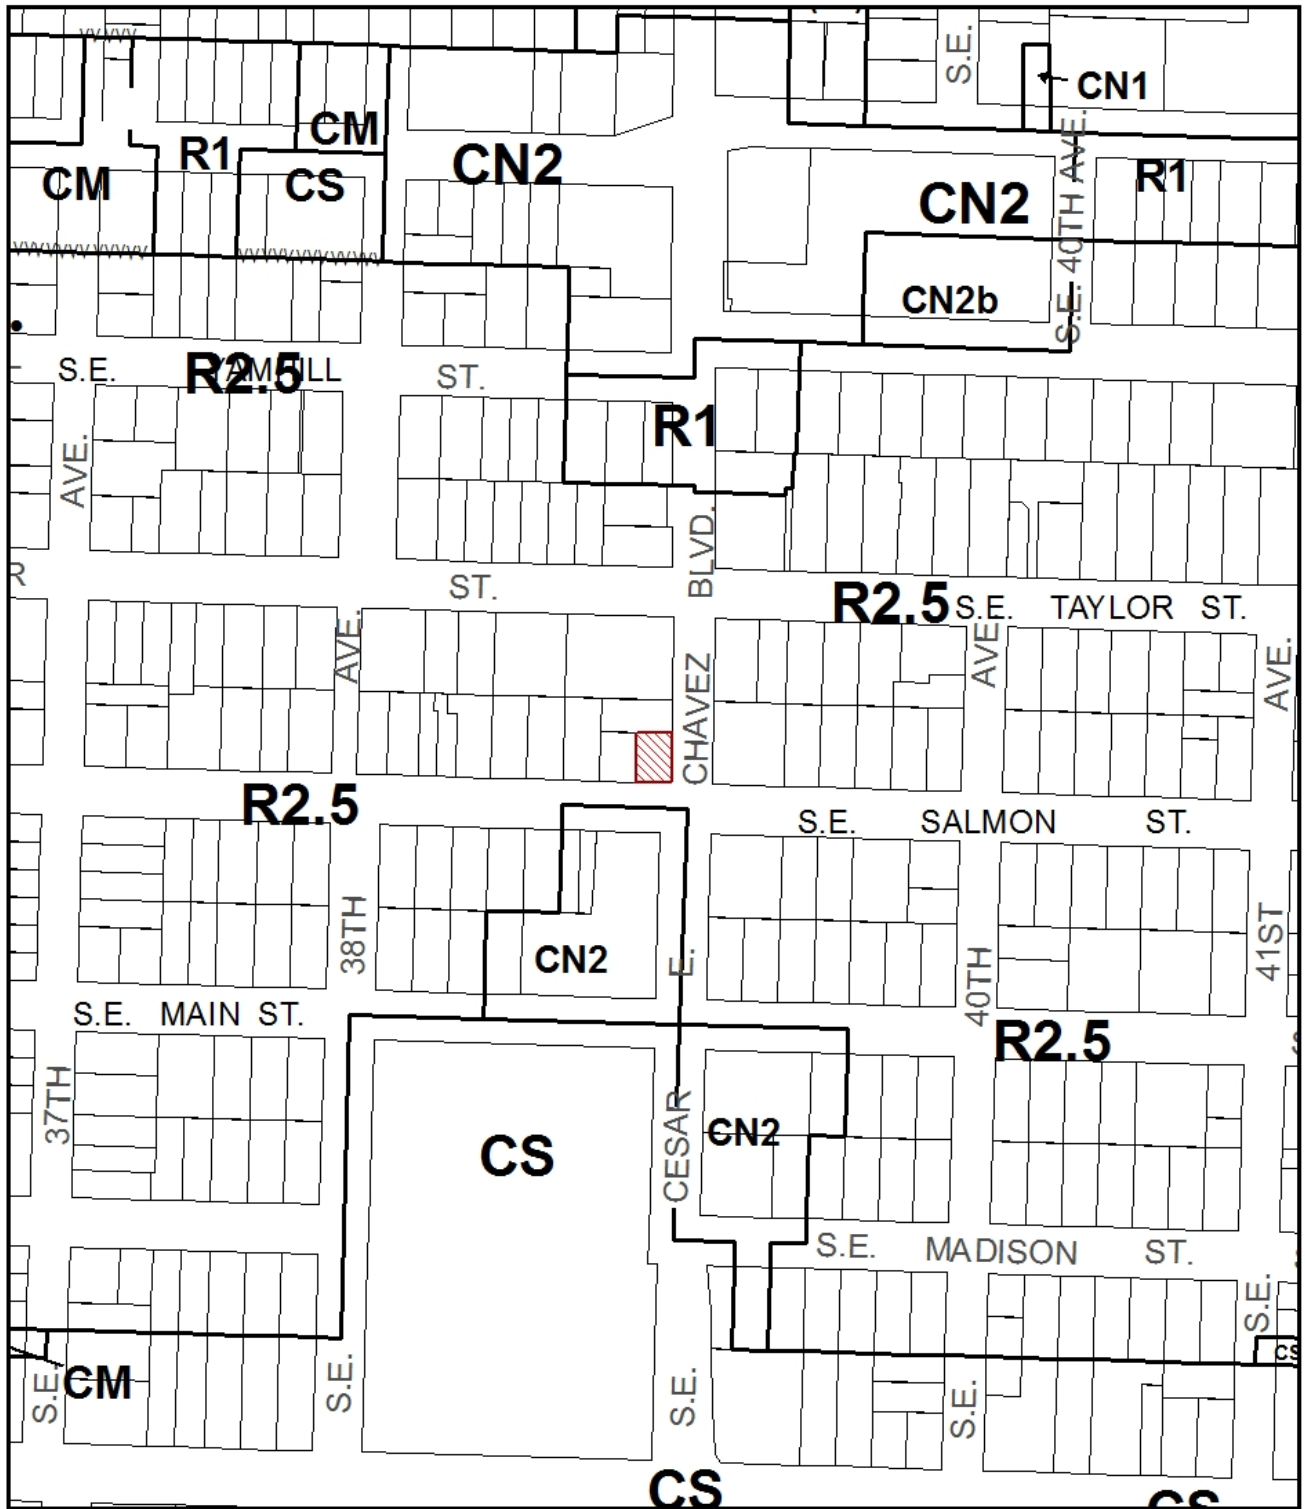 S.E.
CN1
CM
R1
CN2
CM
CS
CN2
R1
S.E. 40TH AVE.
CN2b
S.E. YAMHILL ST.
R2.5
R1
AVE.
BLVD.
R
ST.
R2.5
S.E. TAYLOR ST.
AVE.
AVE.
AVE.
CHAVEZ
R2.5
S.E. SALMON ST.
38TH
CN2
E.
40TH
41ST
S.E. MAIN ST.
R2.5
37TH
CS
CESAR
CN2
S.E. MADISON ST.
S.E.
CS
CM
S.E.
S.E.
S.E.
S.E.
CS
CS